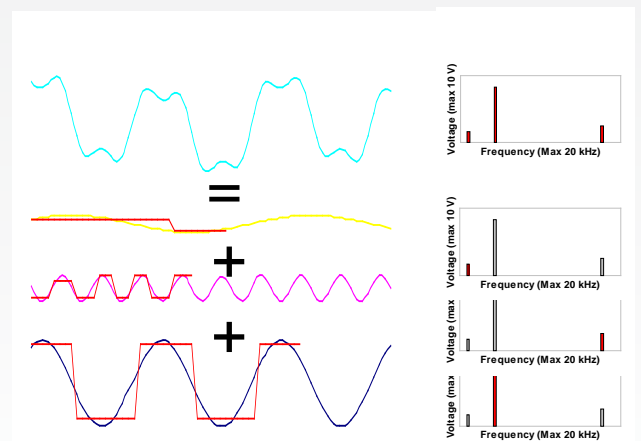 Voltage (max 10 V)
Frequency (Max 20 kHz)
=
Voltage (max 10 V)
Frequency (Max 20 kHz)
+
Voltage (max
Frequency (Max 20 kHz)
+
Voltage (max
Frequency (Max 20 kHz)